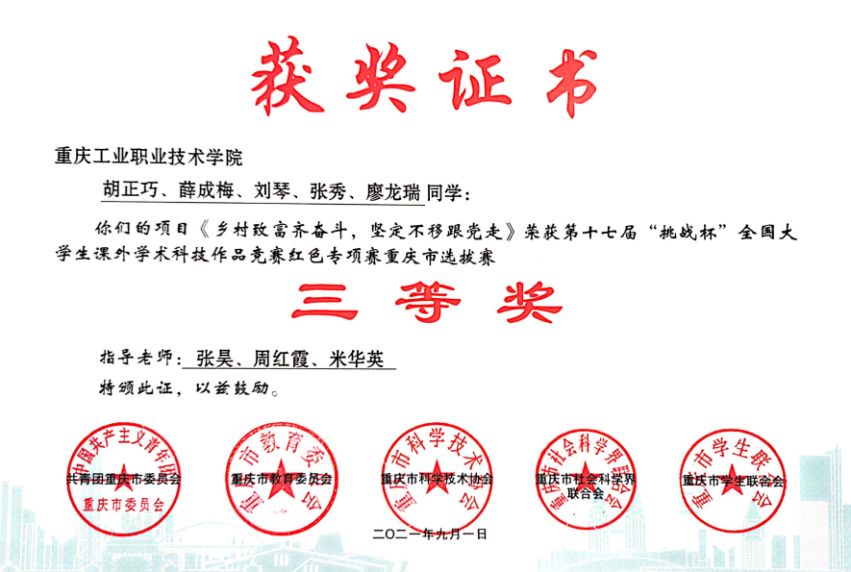 获奖证书
重庆工业职业技术学院
胡正巧、薛成梅、刘琴、张秀、廖龙瑞同学：
你们的项目《乡村致富齐奋斗，坚定不移跟党走》荣获第十七届“挑战杯”全国大
学生课外学术科技作品竞赛红色专项赛重庆市选拔赛
三等奖
指导老师：张昊、周红霞、米华英
特颁此证，以兹鼓励。
中国共产主义青年团
共青团重庆市委员会
重庆市委员会
重庆市教育委员会
重庆市教育委员会
重庆市科学技术协会
重庆市科学技术协会
重庆市社会科学界联合会
重庆市社会科学界
联合会
重庆市学生联合会
重庆市学生联合会
二〇二一年九月一日